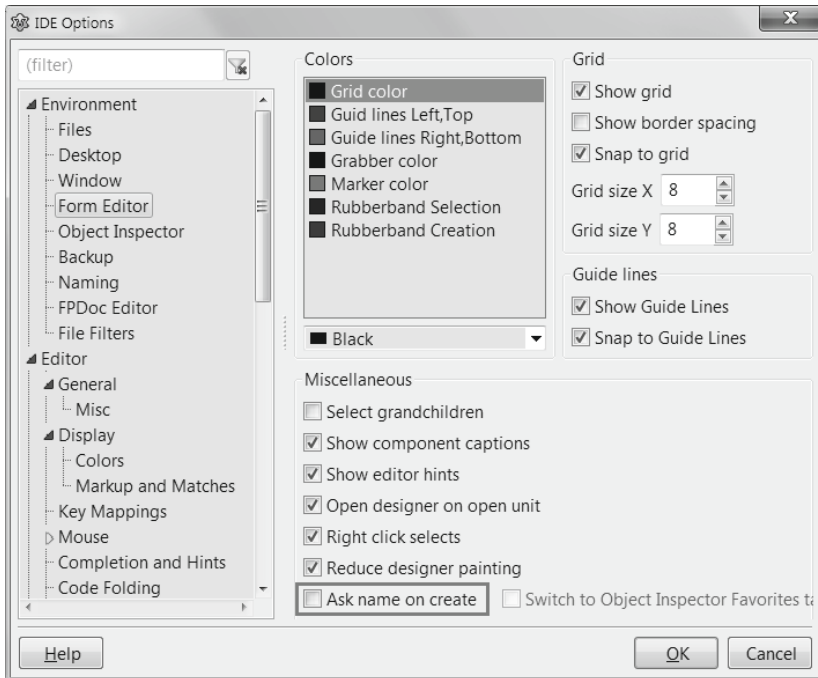 IDE Options
x
(filter)
Environment
Files
Desktop
Window
Form Editor
Object Inspector
Backup
Naming
FPDoc Editor
File Filters
Editor
General
Misc
Display
Colors
Markup and Matches
Key Mappings
Mouse
Completion and Hints
Code Folding
Colors
Grid color
Guid lines Left,Top
Guide lines Right,Bottom
Grabber color
Marker color
Rubberband Selection
Rubberband Creation
Black
Grid
Show grid
Show border spacing
Snap to grid
Grid size X 8
Grid size Y 8
Guide lines
Show Guide Lines
Snap to Guide Lines
Miscellaneous
Select grandchildren
Show component captions
Show editor hints
Open designer on open unit
Right click selects
Reduce designer painting
Ask name on create
Switch to Object Inspector Favorites ta
Help
OK
Cancel